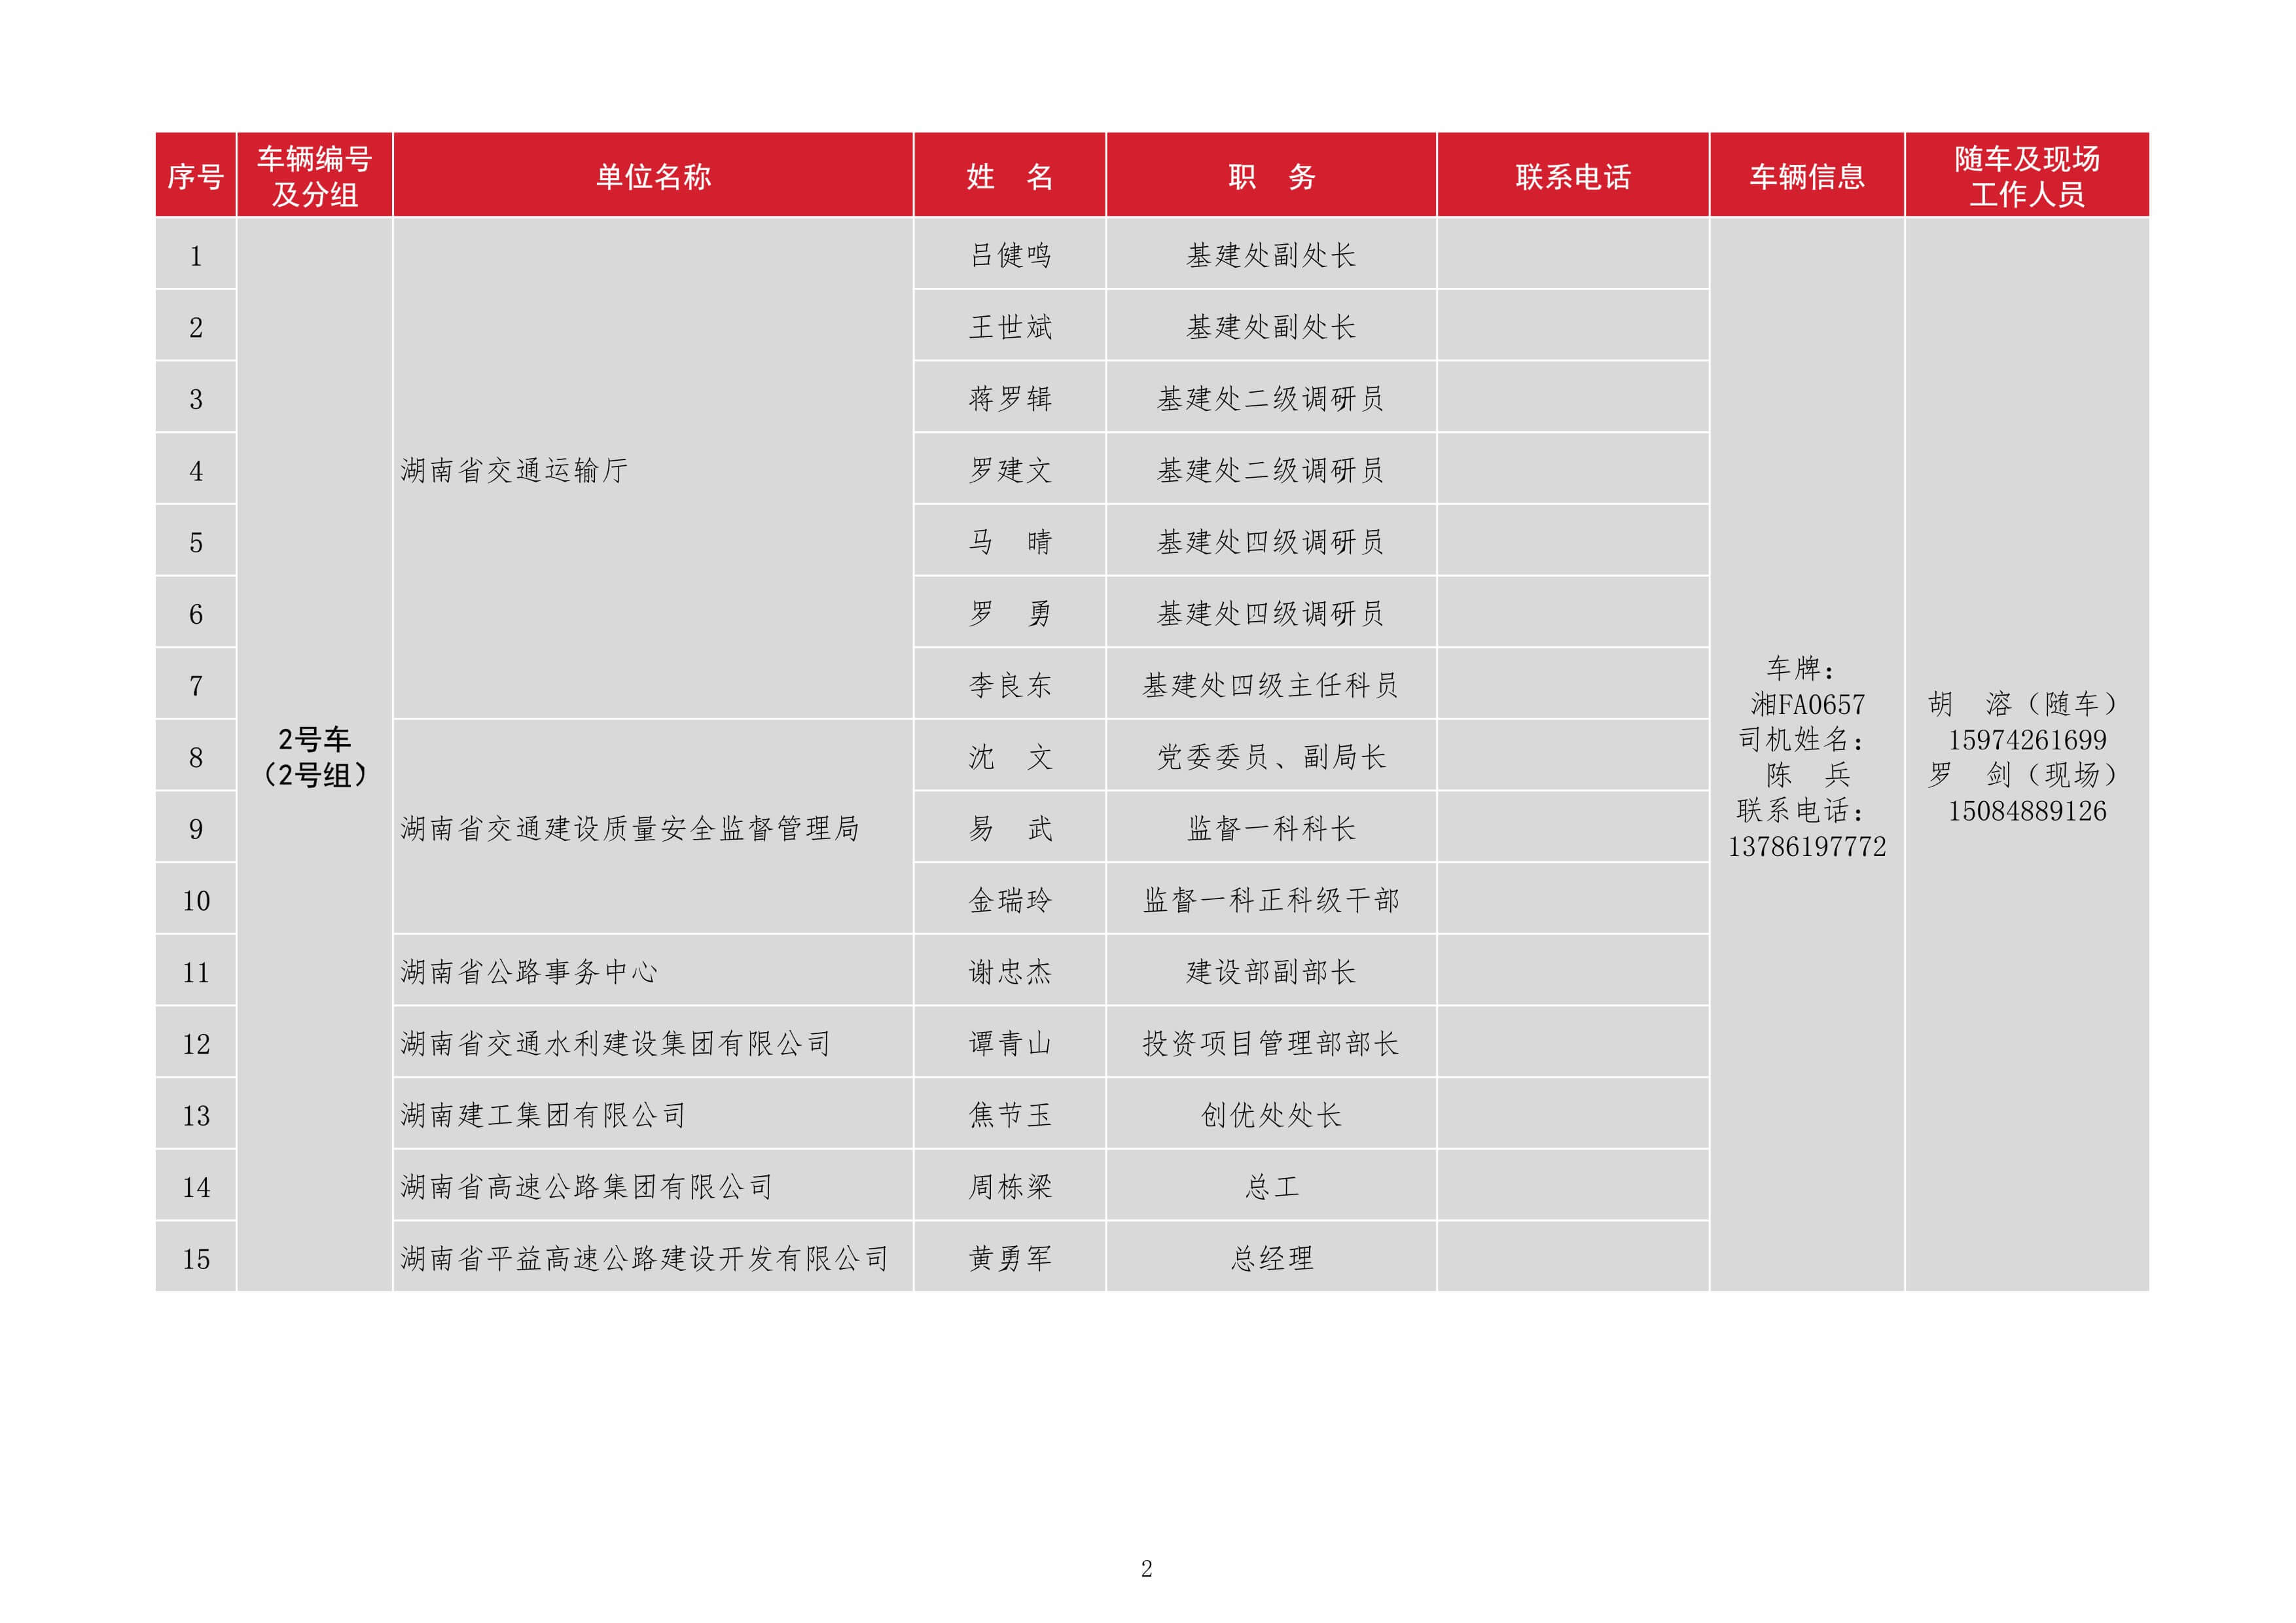 序号 车辆编号及分组 单位名称 姓　名 职　务 联系电话 车辆信息 随车及现场工作人员
1 湖南省交通运输厅 吕健鸣 基建处副处长
2 王世斌 基建处副处长
3 蒋罗辑 基建处二级调研员
4 罗建文 基建处二级调研员
5 马　晴 基建处四级调研员
6 罗　勇 基建处四级调研员
7 李良东 基建处四级主任科员
8 湖南省交通建设质量安全监督管理局 沈　文 党委委员、副局长
9 易　武 监督一科科长
10 金瑞玲 监督一科正科级干部
11 湖南省公路事务中心 谢忠杰 建设部副部长
12 湖南省交通水利建设集团有限公司 谭青山 投资项目管理部部长
13 湖南建工集团有限公司 焦节玉 创优处处长
14 湖南省高速公路集团有限公司 周栋梁 总工
15 湖南省平益高速公路建设开发有限公司 黄勇军 总经理
2号车
（2号组）
车牌：
湘FA0657
司机姓名：
陈　兵
联系电话：
13786197772
胡　溶（随车）
15974261699
罗　剑（现场）
15084889126
2